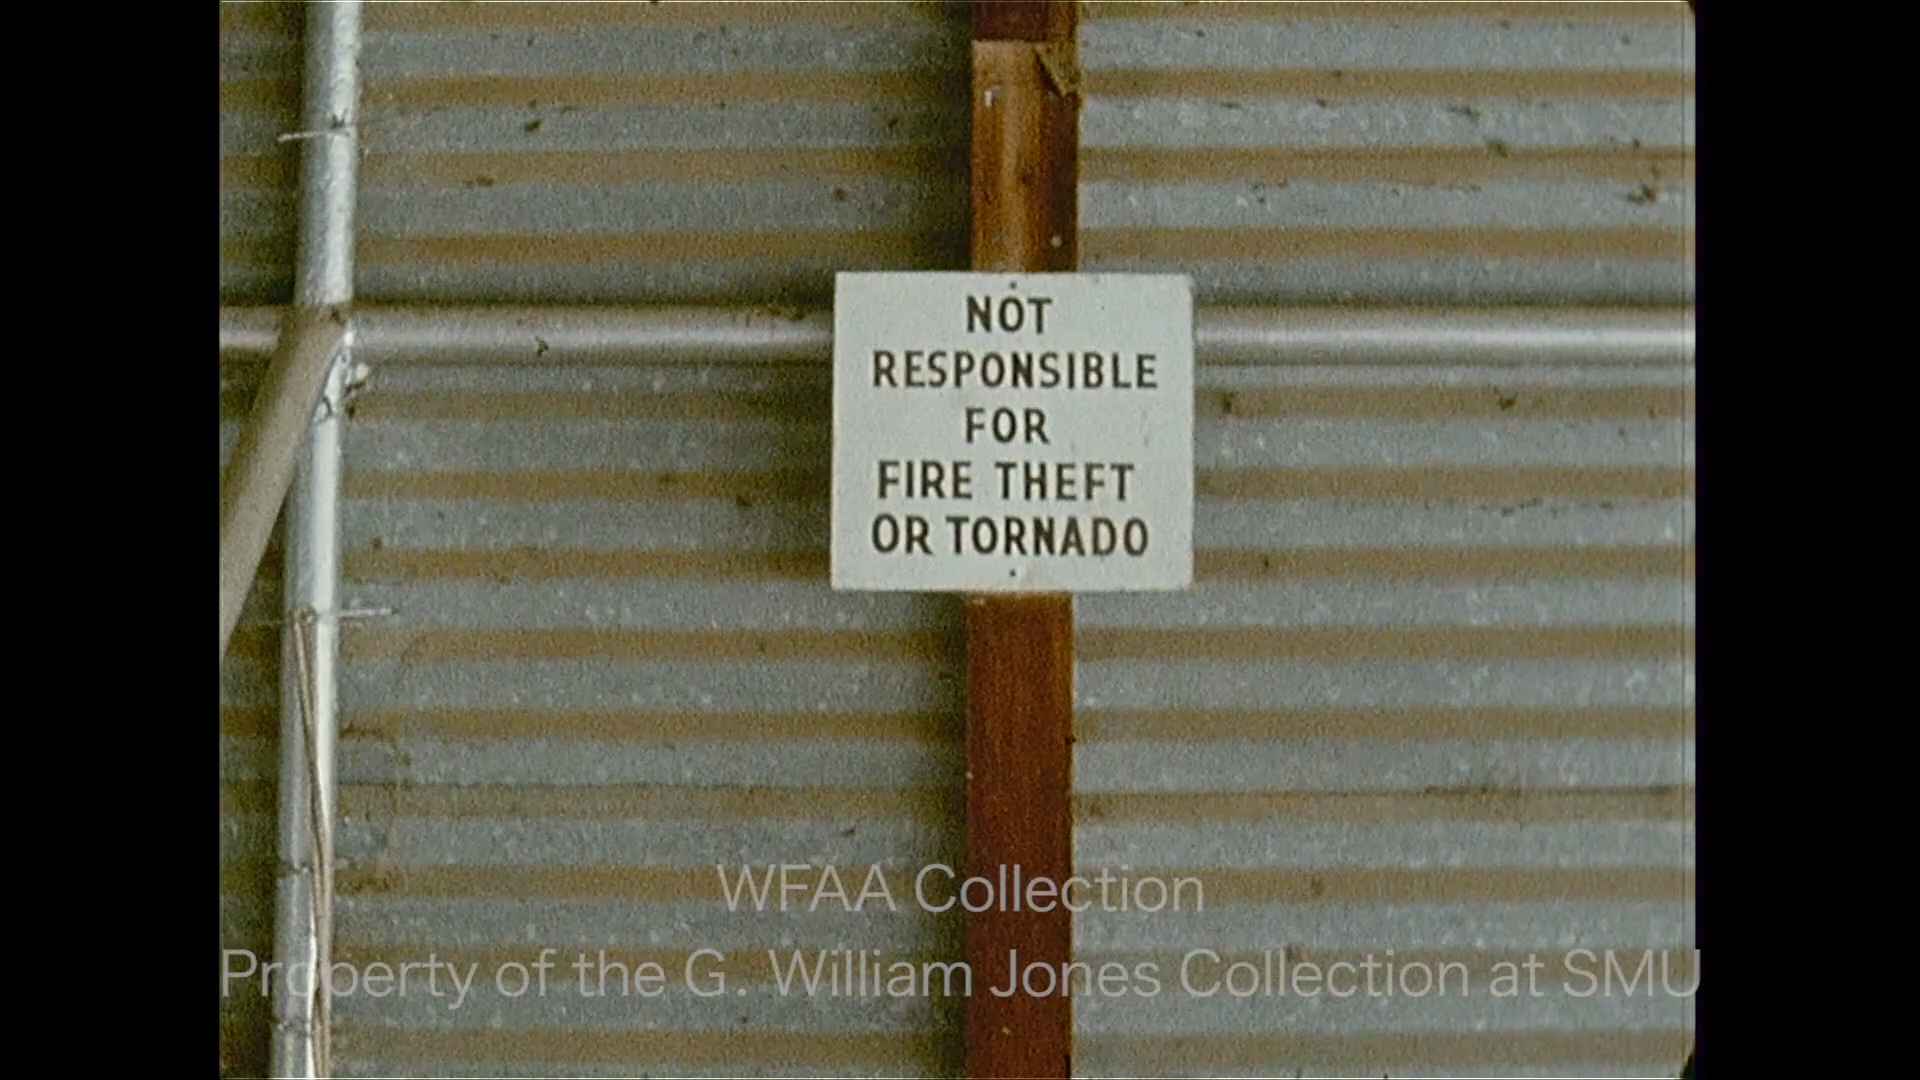 NOT
RESPONSIBLE
FOR
FIRE THEFT
OR TORNADO
WFAA Collection
Property of the G. William Jones Collection at SMU